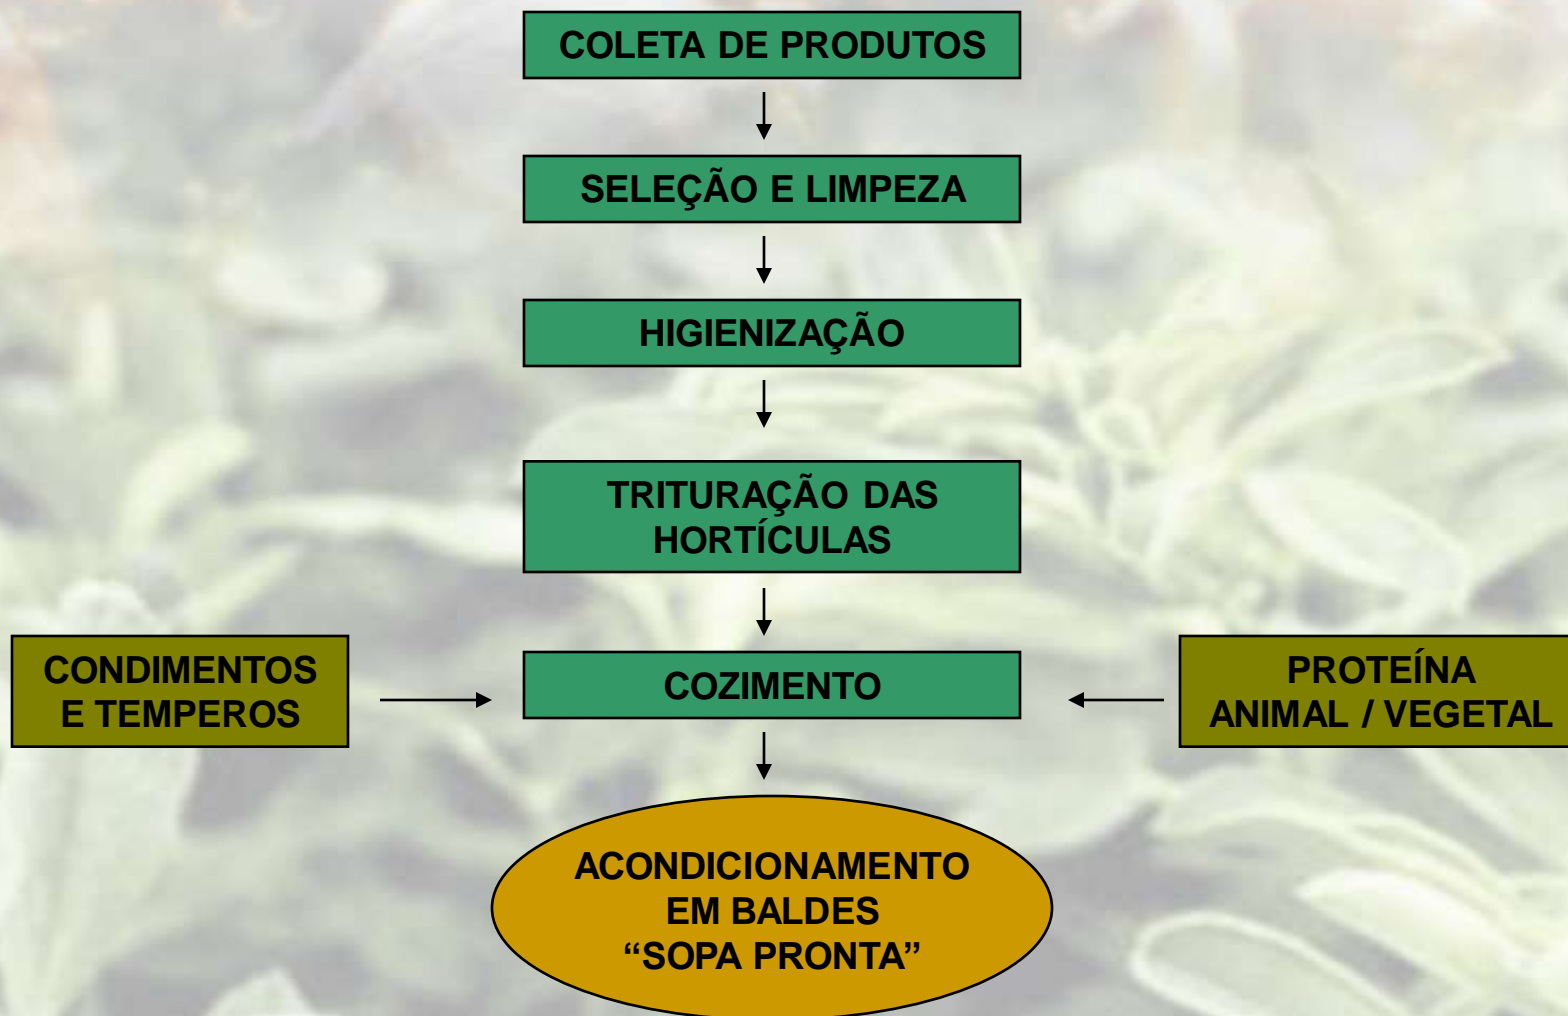 COLETA DE PRODUTOS
SELEÇÃO E LIMPEZA
HIGIENIZAÇÃO
TRITURAÇÃO DAS
HORTÍCULAS
CONDIMENTOS
E TEMPEROS
COZIMENTO
PROTEÍNA
ANIMAL / VEGETAL
ACONDICIONAMENTO
EM BALDES
“SOPA PRONTA”